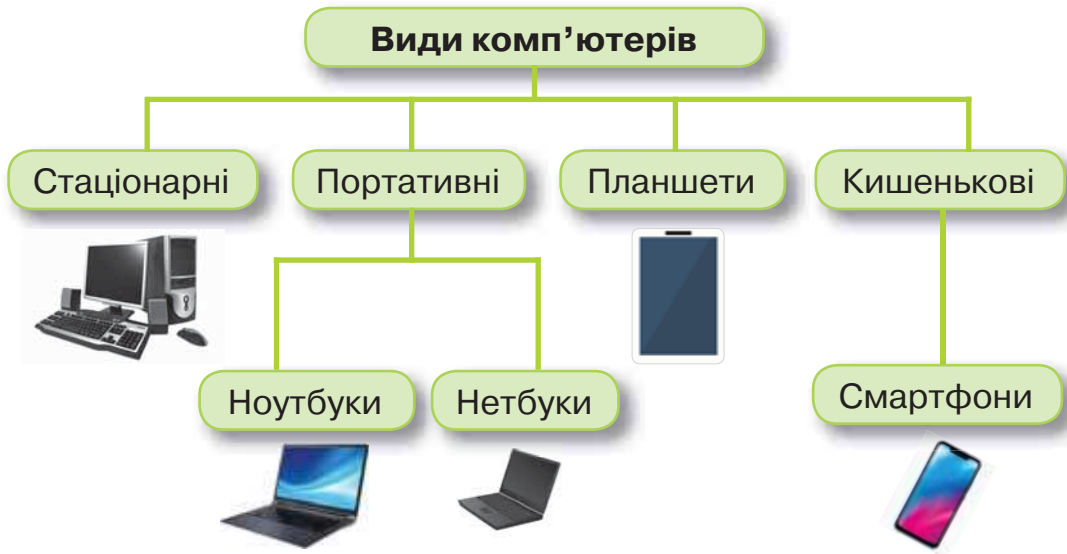 Види комп’ютерів
Стаціонарні
Портативні
Планшети
Кишенькові
Ноутбуки
Нетбуки
Смартфони